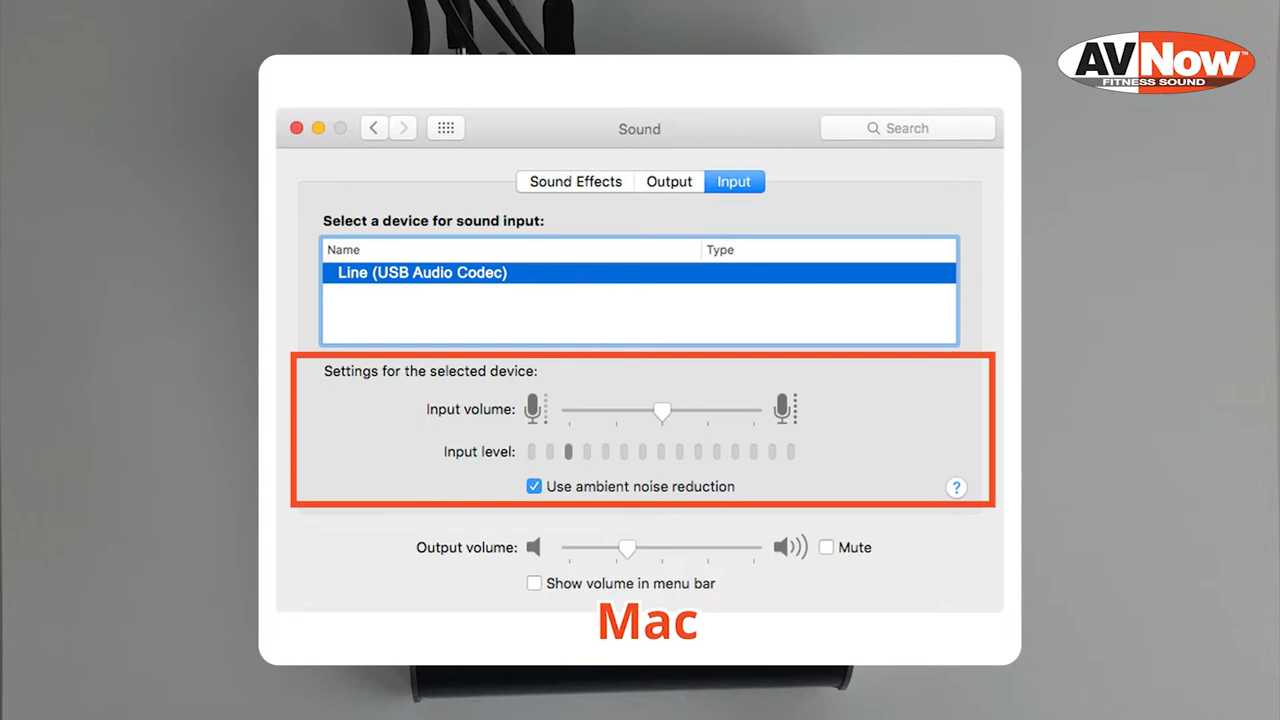 AVNow™
FITNESS SOUND
Sound
Search
Sound Effects Output Input
Select a device for sound input:
Name Type
Line (USB Audio Codec)
Settings for the selected device:
Input volume:
Input level:
Use ambient noise reduction
?
Output volume: Mute
Show volume in menu bar
Mac